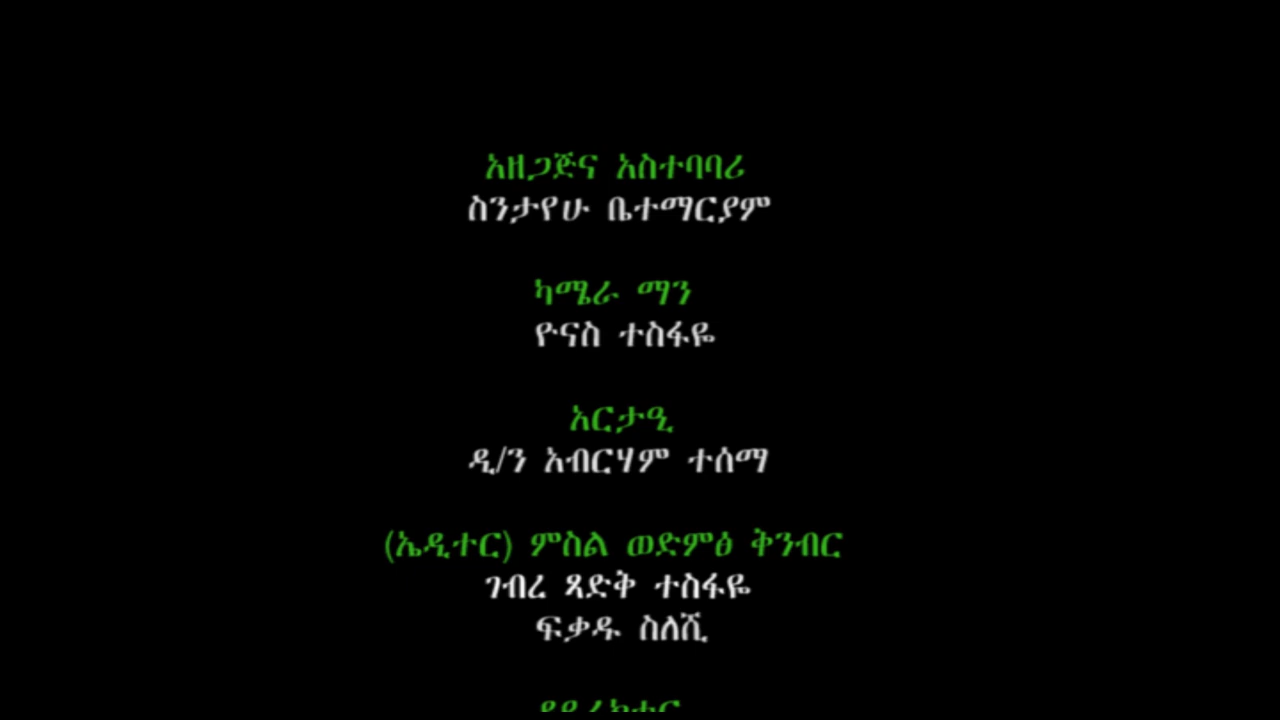 አዘጋጅና አስተባባሪ
ስንታየሁ ቤተማርያም
ካሜራ ማን
ዮናስ ተስፋዬ
አርታዒ
ዲ/ን አብርሃም ተሰማ
(ኤዲተር) ምስል ወድምፅ ቅንብር
ገብረ ጻድቅ ተስፋዬ
ፍቃዱ ስለሺ